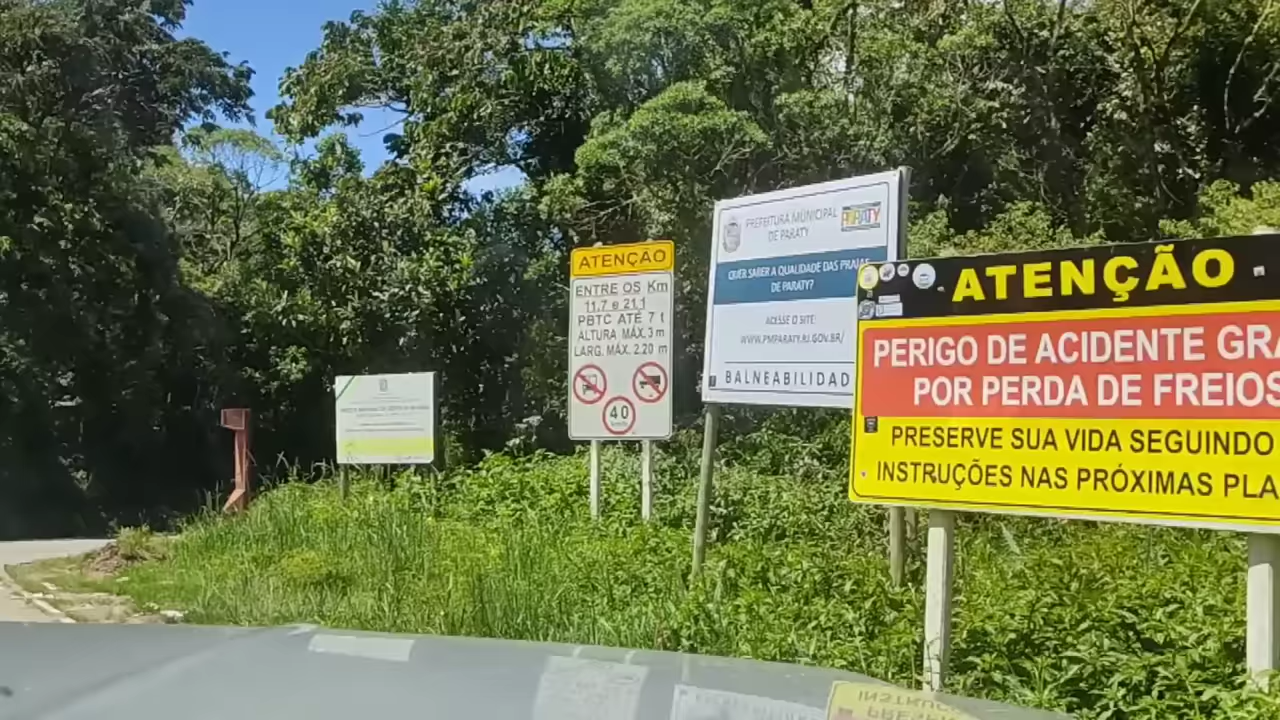 ATENÇÃO
ENTRE OS Km
11,7 e 21,1
PBTC ATÉ 7 t
ALTURA MÁX. 3 m
LARG. MÁX. 2,20 m
40
PREFEITURA MUNICIPAL
DE PARATY
PARATY
QUER SABER A QUALIDADE DAS PRAIAS
DE PARATY?
ACESSE O SITE:
WWW.PMPARATY.RJ.GOV.BR/
BALNEABILIDAD
ATENÇÃO
PERIGO DE ACIDENTE GRA
POR PERDA DE FREIOS
PRESERVE SUA VIDA SEGUINDO
INSTRUÇÕES NAS PRÓXIMAS PLA